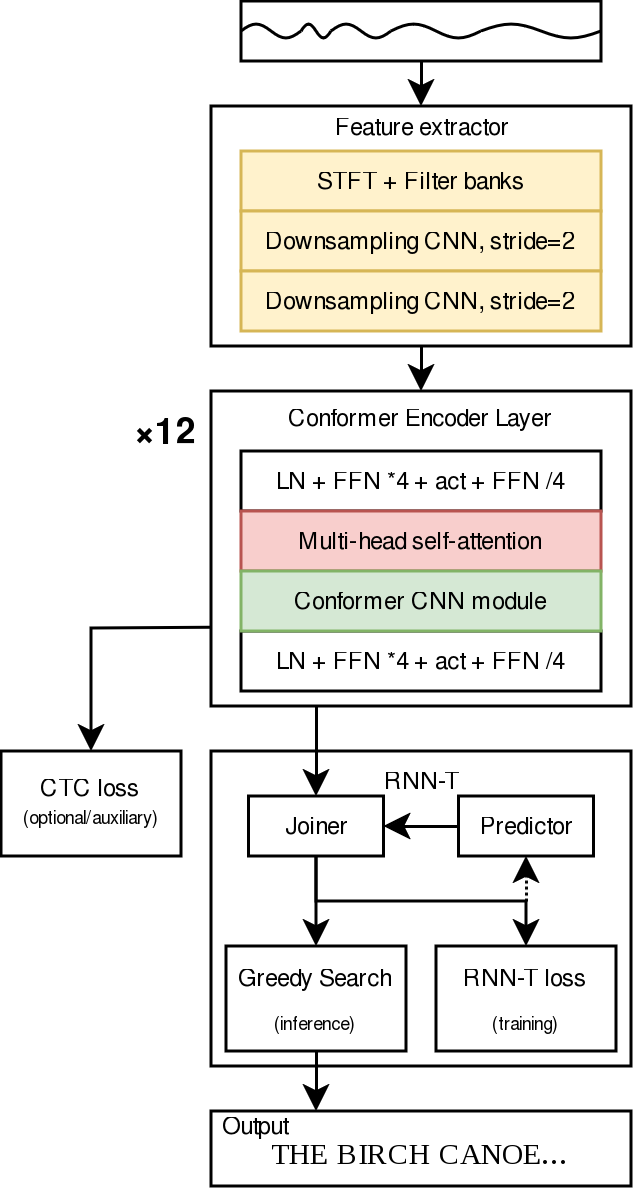 Feature extractor
STFT + Filter banks
Downsampling CNN, stride=2
Downsampling CNN, stride=2
×12
Conformer Encoder Layer
LN + FFN *4 + act + FFN /4
Multi-head self-attention
Conformer CNN module
LN + FFN *4 + act + FFN /4
CTC loss
(optional/auxiliary)
RNN-T
Joiner
Predictor
Greedy Search
(inference)
RNN-T loss
(training)
Output
THE BIRCH CANOE...